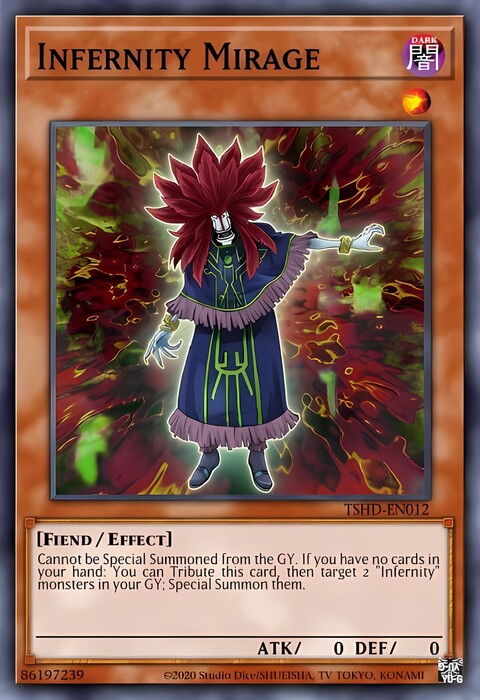 INFERNITY MIRAGE
DARK
闇
TSHD-EN012
[FIEND / EFFECT]
Cannot be Special Summoned from the GY. If you have no cards in
your hand: You can Tribute this card, then target 2 "Infernity"
monsters in your GY; Special Summon them.
ATK/ 0 DEF/ 0
86197239
©2020 Studio Dice/SHUEISHA, TV TOKYO, KONAMI